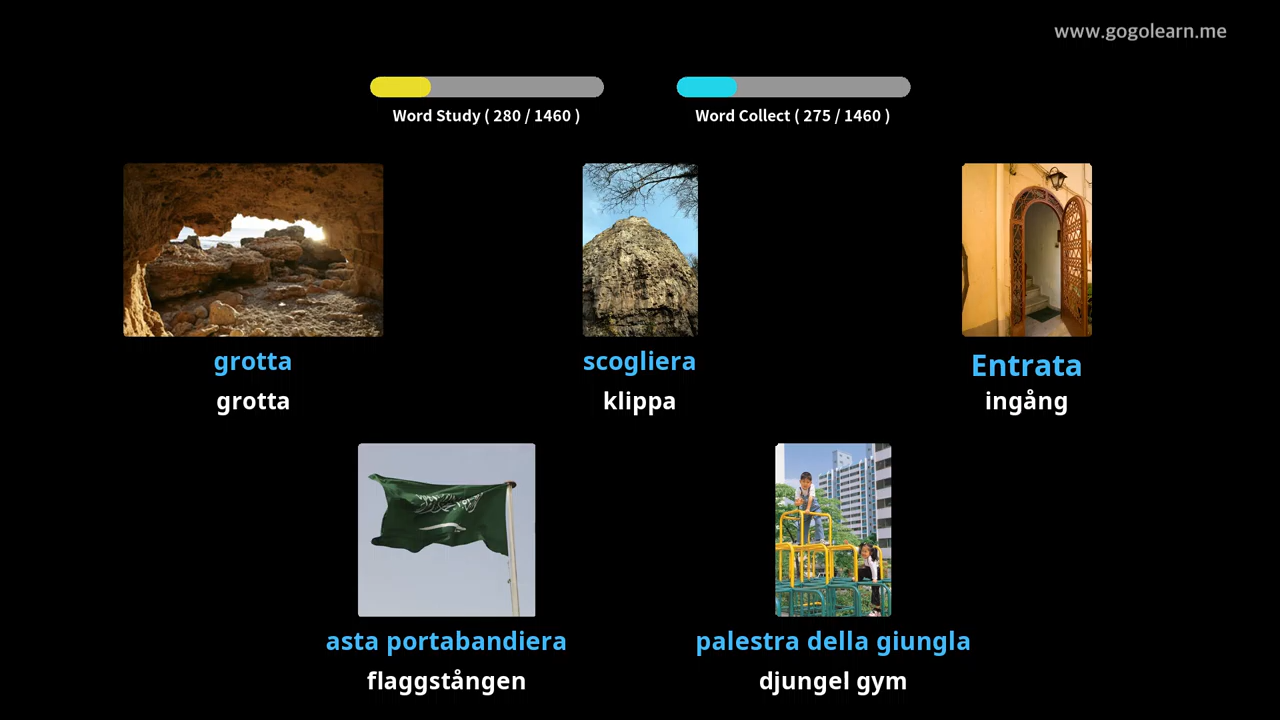 www.gogolearn.me
Word Study ( 280 / 1460 )
Word Collect ( 275 / 1460 )
grotta
grotta
scogliera
klippa
Entrata
ingång
asta portabandiera
flaggstången
palestra della giungla
djungel gym